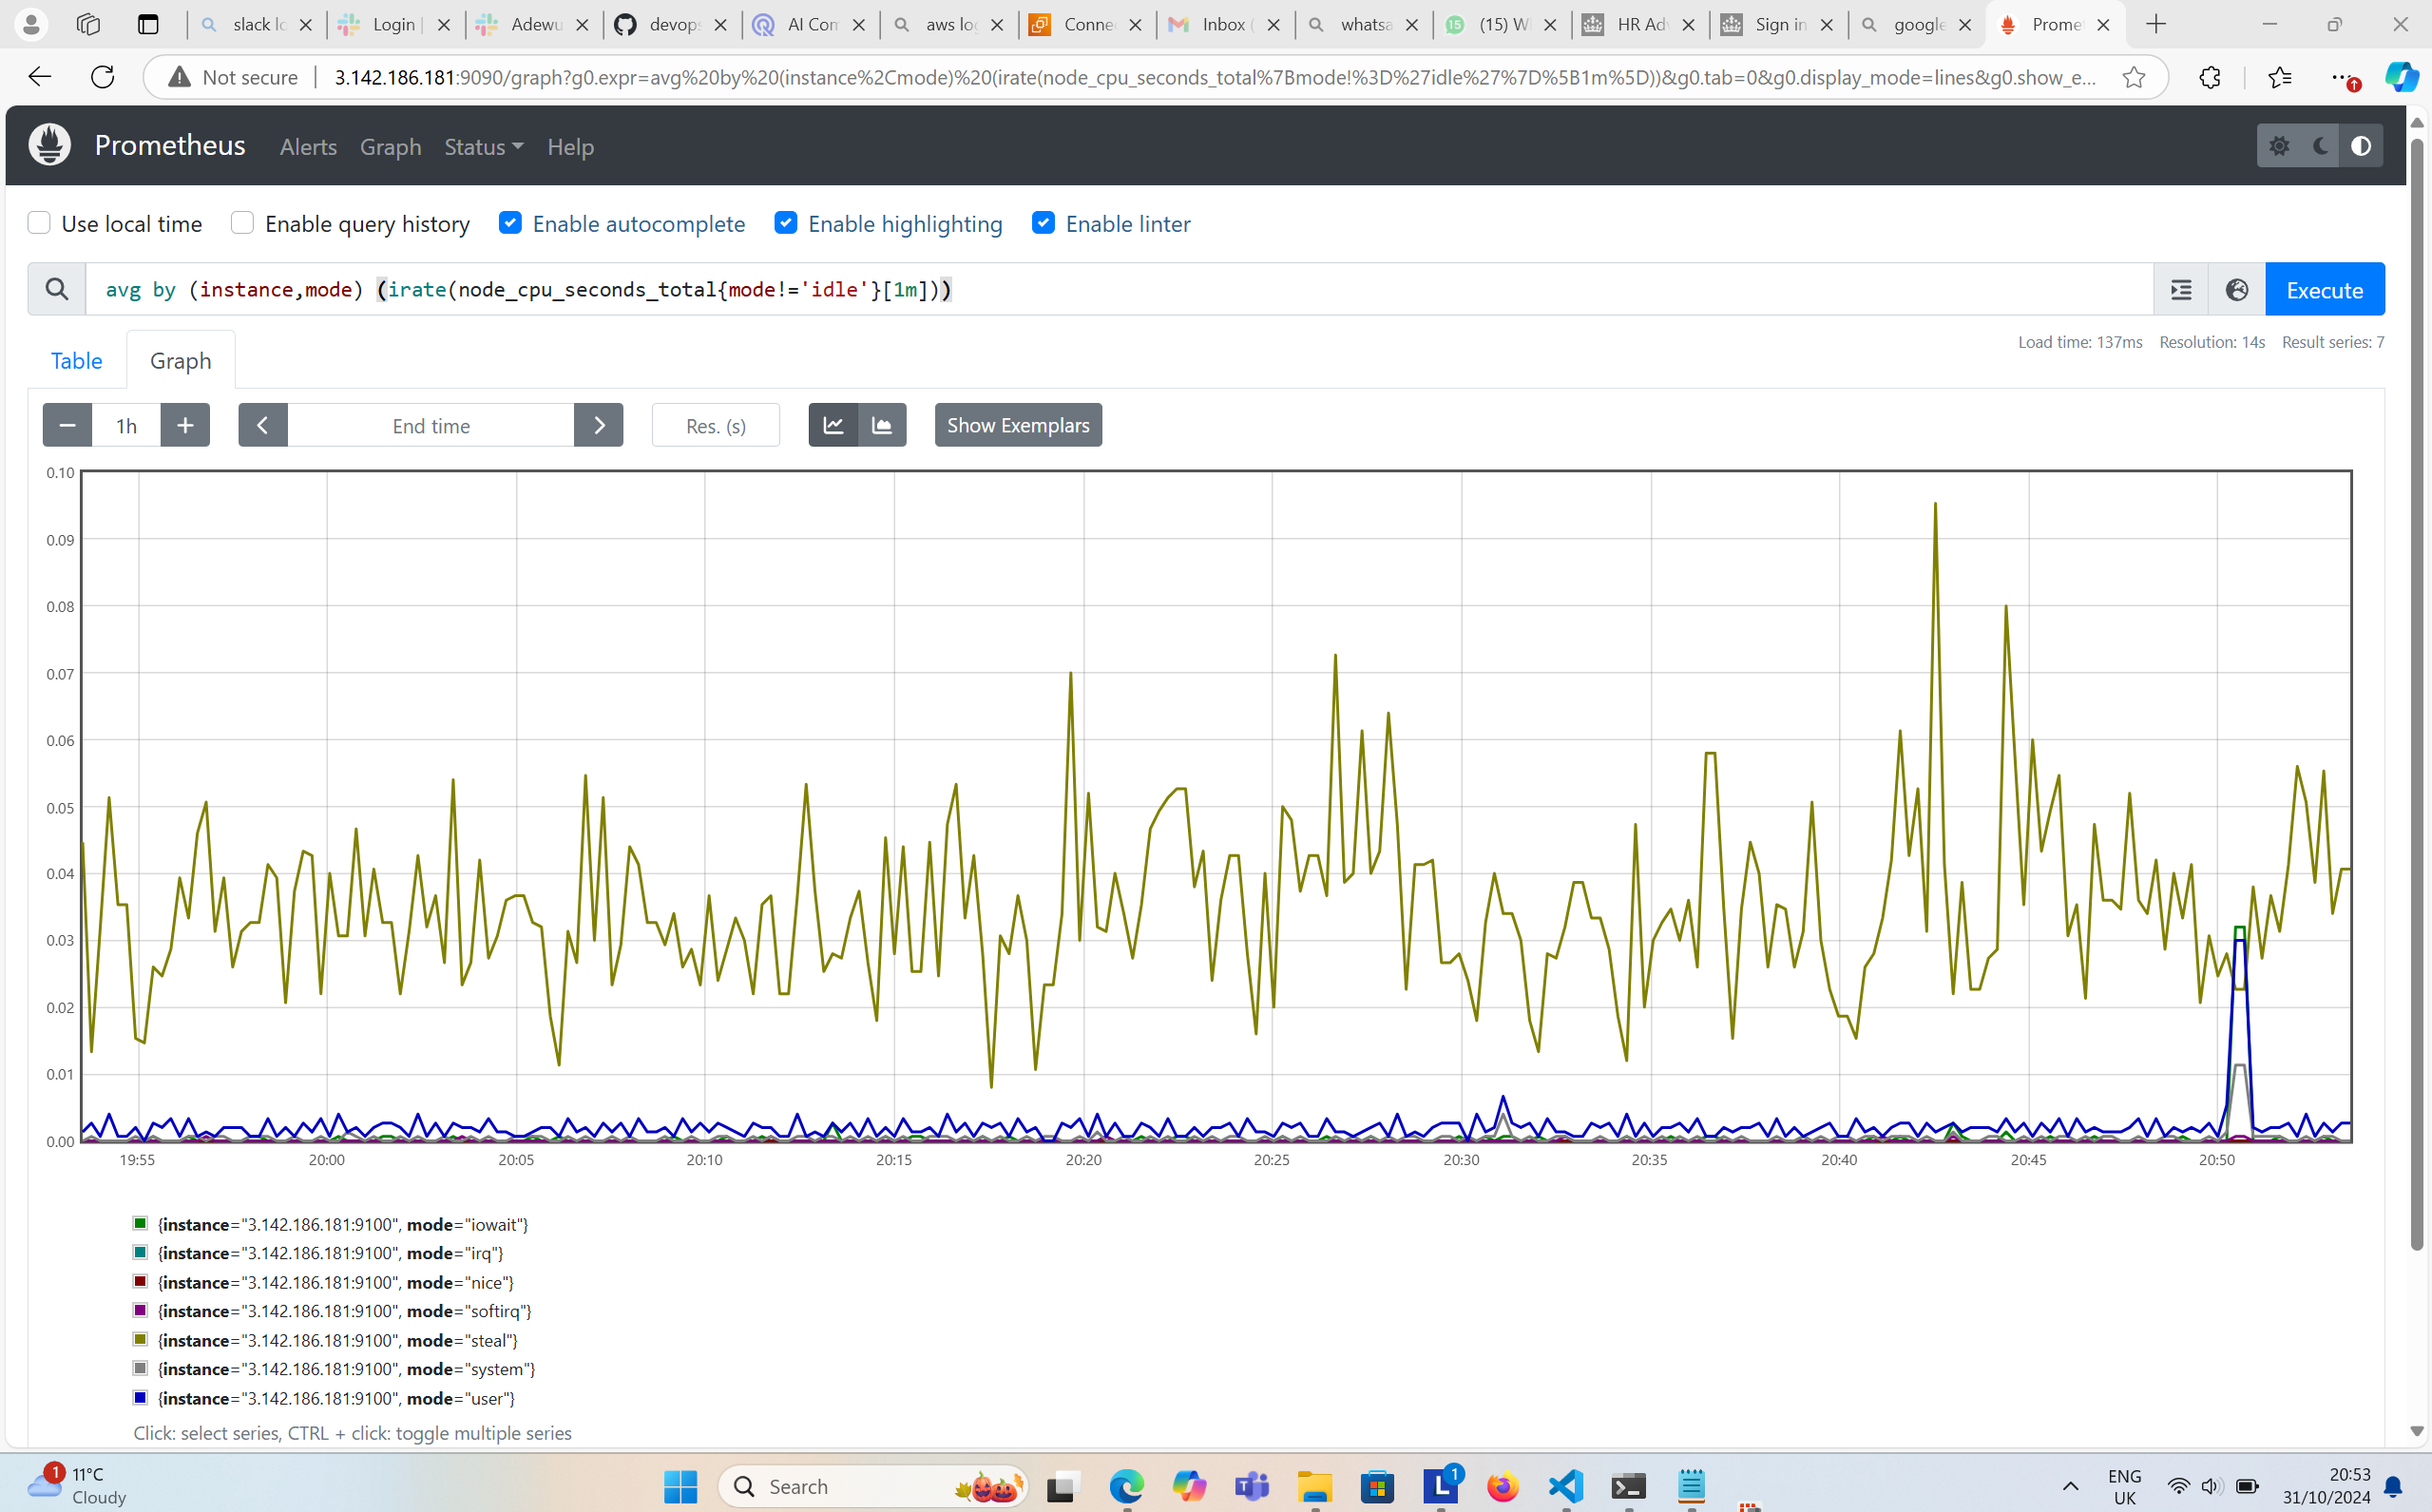 slack lo
Login |
Adewu
devops
AI Com
aws log
Connec
Inbox (
whatsa
15
(15) W
HR Adv
Sign in
google
Promet
Not secure
3.142.186.181:9090/graph?g0.expr=avg%20by%20(instance%2Cmode)%20(irate(node_cpu_seconds_total%7Bmode!%3D%27idle%27%7D%5B1m%5D))&g0.tab=0&g0.display_mode=lines&g0.show_e...
Prometheus Alerts Graph Status Help
Use local time Enable query history Enable autocomplete Enable highlighting Enable linter
avg by (instance,mode) (irate(node_cpu_seconds_total{mode!='idle'}[1m]))
Execute
Table Graph
Load time: 137ms Resolution: 14s Result series: 7
1h
End time
Res. (s)
Show Exemplars
0.10
0.09
0.08
0.07
0.06
0.05
0.04
0.03
0.02
0.01
0.00
19:55 20:00 20:05 20:10 20:15 20:20 20:25 20:30 20:35 20:40 20:45 20:50
{instance="3.142.186.181:9100", mode="iowait"}
{instance="3.142.186.181:9100", mode="irq"}
{instance="3.142.186.181:9100", mode="nice"}
{instance="3.142.186.181:9100", mode="softirq"}
{instance="3.142.186.181:9100", mode="steal"}
{instance="3.142.186.181:9100", mode="system"}
{instance="3.142.186.181:9100", mode="user"}
Click: select series, CTRL + click: toggle multiple series
1
11°C
Cloudy
Search
L
1
ENG
UK
20:53
31/10/2024